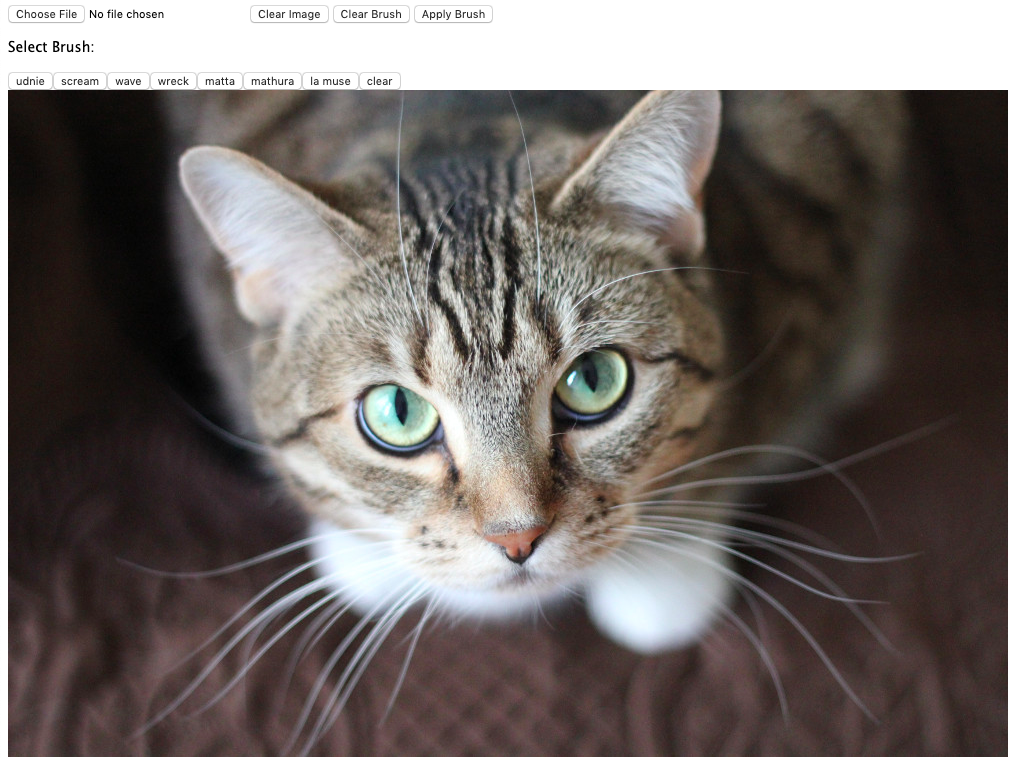 Choose File No file chosen Clear Image Clear Brush Apply Brush
Select Brush:
udnie scream wave wreck matta mathura la muse clear